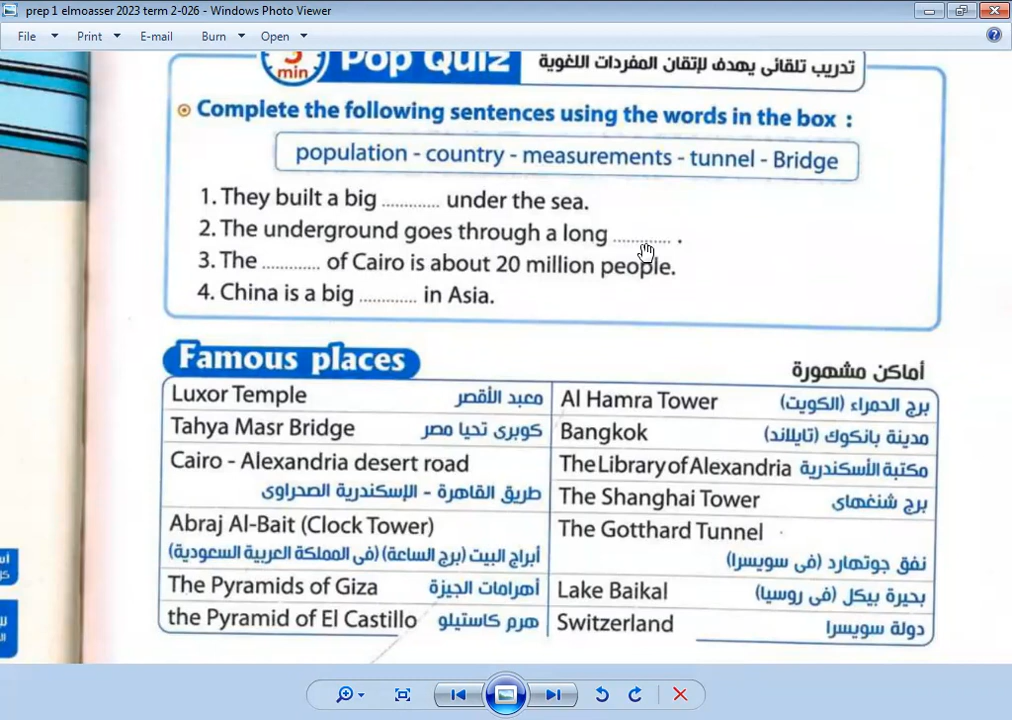 prep 1 elmoasser 2023 term 2-026 - Windows Photo Viewer
File Print E-mail Burn Open
5 min Pop Quiz تدريب تلقائى يهدف لإتقان المفردات اللغوية
Complete the following sentences using the words in the box :
population - country - measurements - tunnel - Bridge
1. They built a big ............ under the sea.
2. The underground goes through a long ............ .
3. The ............ of Cairo is about 20 million people.
4. China is a big ............ in Asia.
Famous places أماكن مشهورة
Luxor Temple معبد الأقصر Al Hamra Tower برج الحمراء (الكويت)
Tahya Masr Bridge كوبرى تحيا مصر Bangkok مدينة بانكوك (تايلاند)
Cairo - Alexandria desert road The Library of Alexandria مكتبة الأسكندرية
طريق القاهرة - الإسكندرية الصحراوى The Shanghai Tower برج شنغهاى
Abraj Al-Bait (Clock Tower) The Gotthard Tunnel
أبراج البيت (برج الساعة) (فى المملكة العربية السعودية) نفق جوتهارد (فى سويسرا)
The Pyramids of Giza أهرامات الجيزة Lake Baikal بحيرة بيكل (فى روسيا)
the Pyramid of El Castillo هرم كاستيلو Switzerland دولة سويسرا